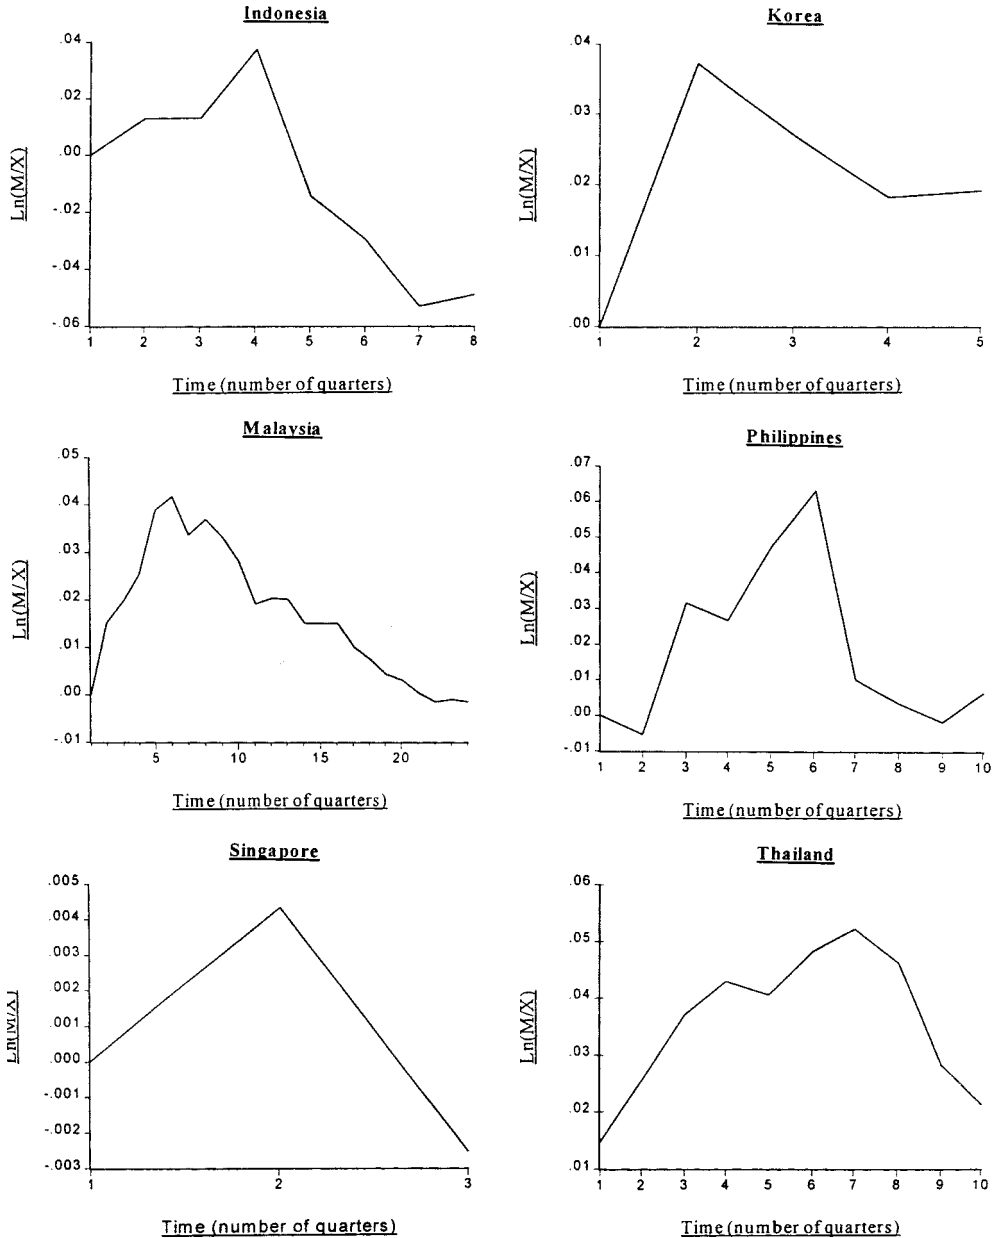 Indonesia
.04
.02
.00
-.02
-.04
-.06
Ln(M/X)
1 2 3 4 5 6 7 8
Time (number of quarters)
Korea
.04
.03
.02
.01
.00
Ln(M/X)
1 2 3 4 5
Time (number of quarters)
Malaysia
.05
.04
.03
.02
.01
.00
-.01
Ln(M/X)
5 10 15 20
Time (number of quarters)
Philippines
.07
.06
.05
.04
.03
.02
.01
.00
-.01
Ln(M/X)
1 2 3 4 5 6 7 8 9 10
Time (number of quarters)
Singapore
.005
.004
.003
.002
.001
.000
-.001
-.002
-.003
Ln(M/X)
1 2 3
Time (number of quarters)
Thailand
.06
.05
.04
.03
.02
.01
Ln(M/X)
1 2 3 4 5 6 7 8 9 10
Time (number of quarters)